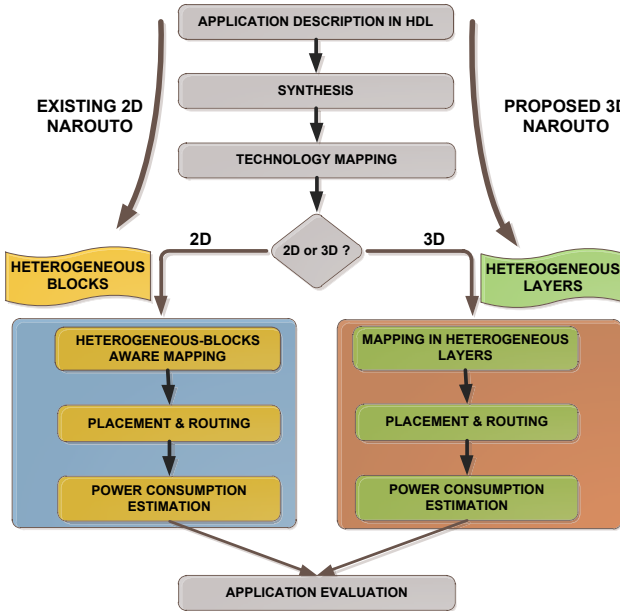 APPLICATION DESCRIPTION IN HDL
SYNTHESIS
EXISTING 2D
NAROUTO
PROPOSED 3D
NAROUTO
TECHNOLOGY MAPPING
2D
2D or 3D ?
3D
HETEROGENEOUS
BLOCKS
HETEROGENEOUS
LAYERS
HETEROGENEOUS-BLOCKS
AWARE MAPPING
PLACEMENT & ROUTING
POWER CONSUMPTION
ESTIMATION
MAPPING IN HETEROGENEOUS
LAYERS
PLACEMENT & ROUTING
POWER CONSUMPTION
ESTIMATION
APPLICATION EVALUATION